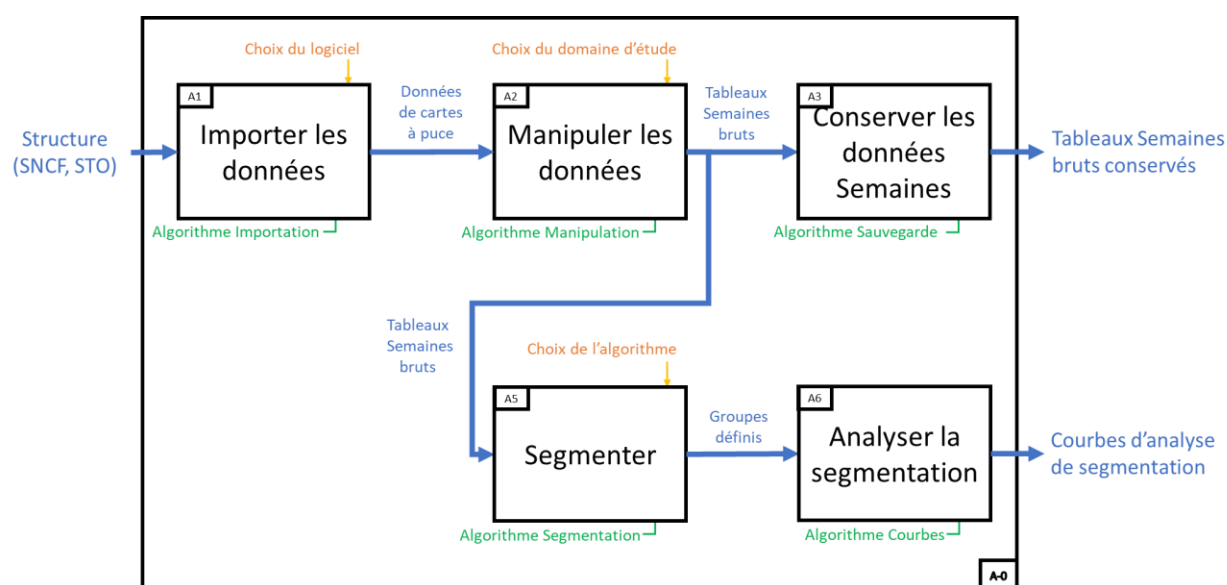 Choix du logiciel
Choix du domaine d'étude
Structure
(SNCF, STO)
A1
Importer les
données
Algorithme Importation
Données
de cartes
à puce
A2
Manipuler les
données
Algorithme Manipulation
Tableaux
Semaines
bruts
A3
Conserver les
données
Semaines
Algorithme Sauvegarde
Tableaux Semaines
bruts conservés
Tableaux
Semaines
bruts
Choix de l'algorithme
A5
Segmenter
Algorithme Segmentation
Groupes
définis
A6
Analyser la
segmentation
Algorithme Courbes
Courbes d'analyse
de segmentation
A-0